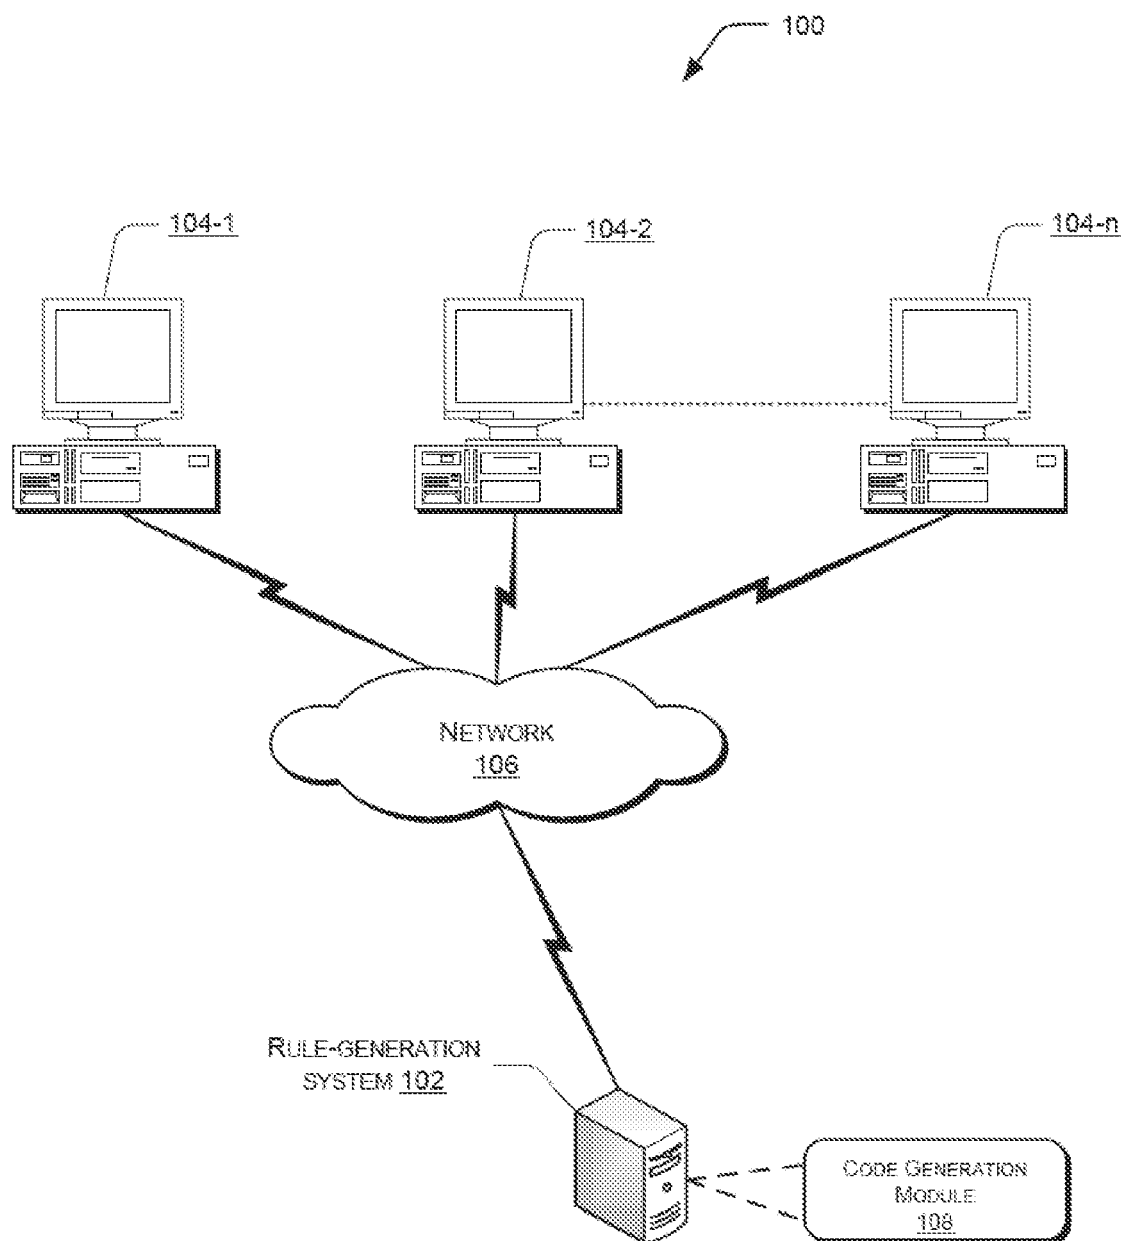 100
104-1
104-2
104-n
NETWORK
106
RULE-GENERATION
SYSTEM 102
CODE GENERATION
MODULE
108